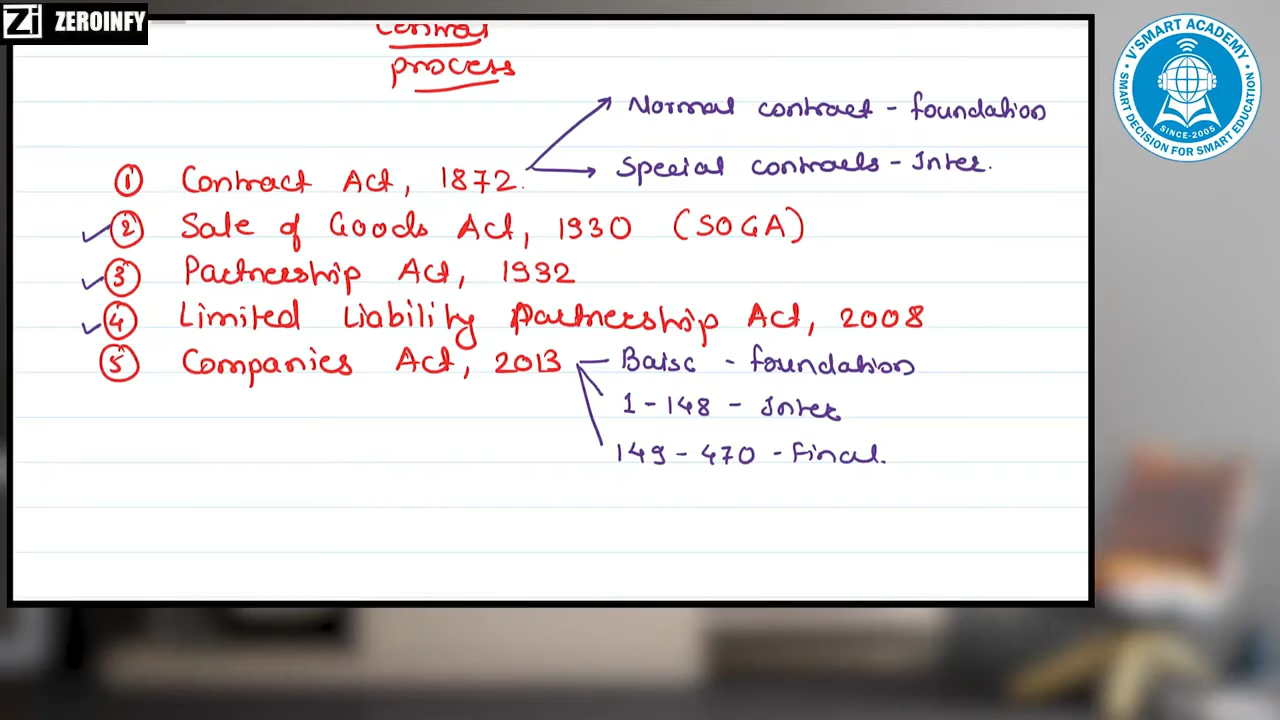 Zi ZEROINFY
process
Normal contract - foundation
① Contract Act, 1872.
Special contracts - Inter.
② Sale of Goods Act, 1930 (SOGA)
③ Partnership Act, 1932
④ Limited Liability Partnership Act, 2008
⑤ Companies Act, 2013
Baisc - foundation
1-148 - Inter
149-470 - Final.
V'SMART ACADEMY
SINCE-2005
SMART DECISION FOR SMART EDUCATION